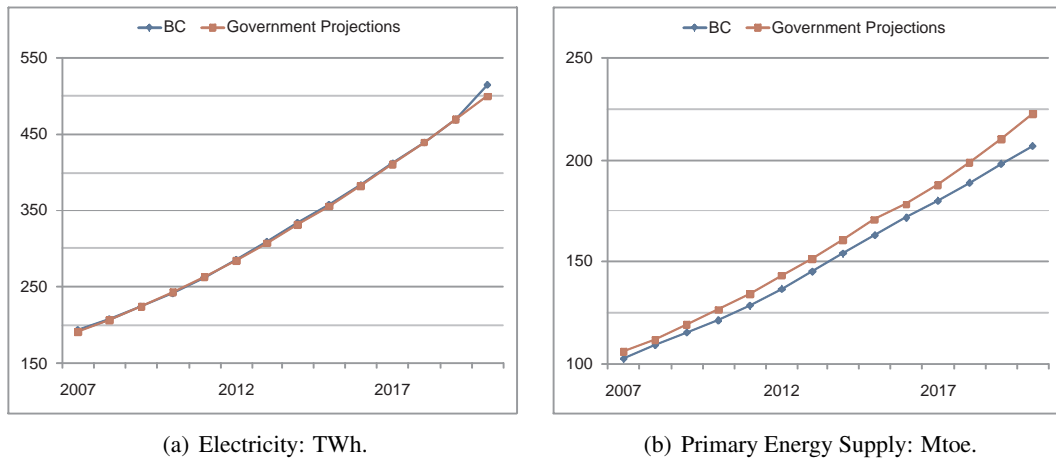 BC Government Projections
550
450
350
250
150
2007 2012 2017
(a) Electricity: TWh.
BC Government Projections
250
200
150
100
2007 2012 2017
(b) Primary Energy Supply: Mtoe.